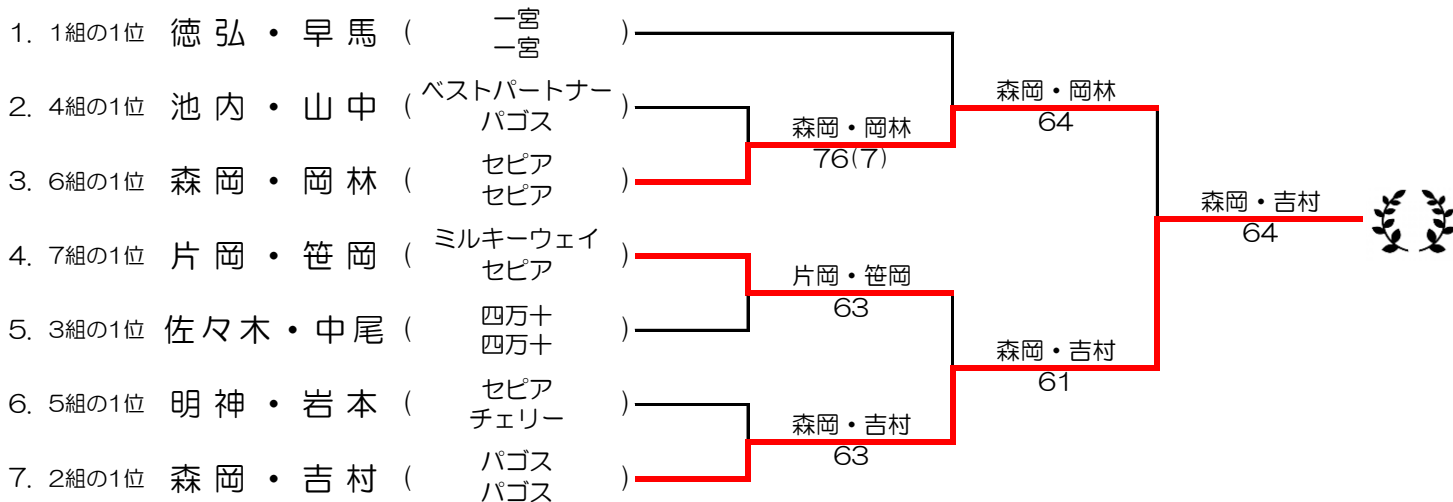 1. 1組の1位 徳弘・早馬 ( 一宮
一宮 )
2. 4組の1位 池内・山中 ( ベストパートナー
パゴス )
3. 6組の1位 森岡・岡林 ( セピア
セピア )
4. 7組の1位 片岡・笹岡 ( ミルキーウェイ
セピア )
5. 3組の1位 佐々木・中尾 ( 四万十
四万十 )
6. 5組の1位 明神・岩本 ( セピア
チェリー )
7. 2組の1位 森岡・吉村 ( パゴス
パゴス )
森岡・岡林
76(7)
片岡・笹岡
63
森岡・吉村
63
森岡・岡林
64
森岡・吉村
61
森岡・吉村
64